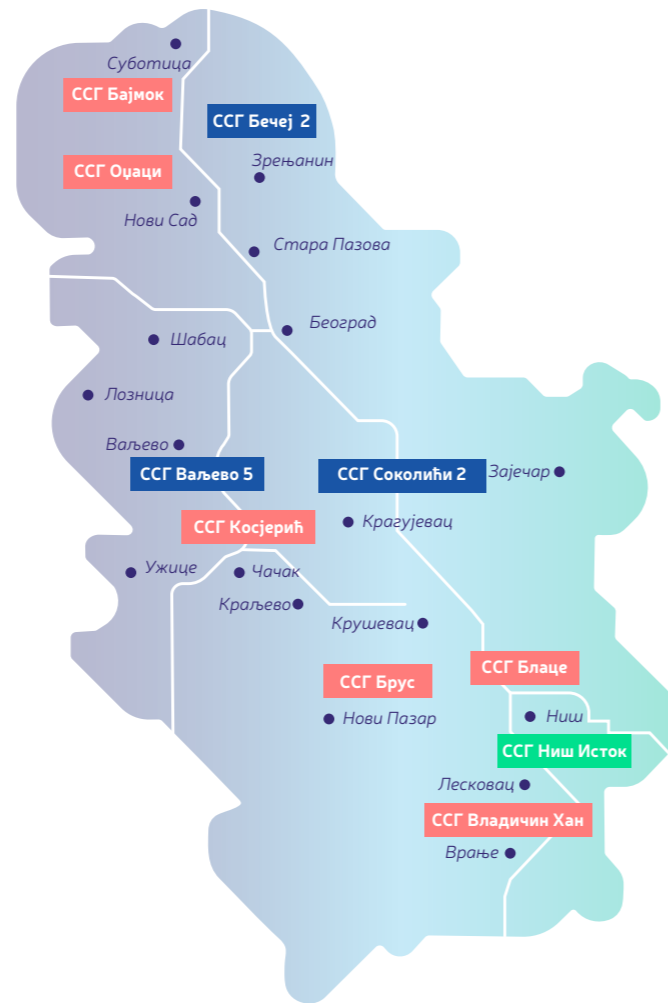 Суботица
ССГ Бајмок
ССГ Бечеј 2
Зрењанин
ССГ Оџаци
Нови Сад
Стара Пазова
Београд
Шабац
Лозница
Ваљево
ССГ Ваљево 5
ССГ Соколићи 2
Зајечар
ССГ Косјерић
Крагујевац
Ужице
Чачак
Краљево
Крушевац
ССГ Блаце
ССГ Брус
Нови Пазар
Ниш
ССГ Ниш Исток
Лесковац
ССГ Владичин Хан
Врање